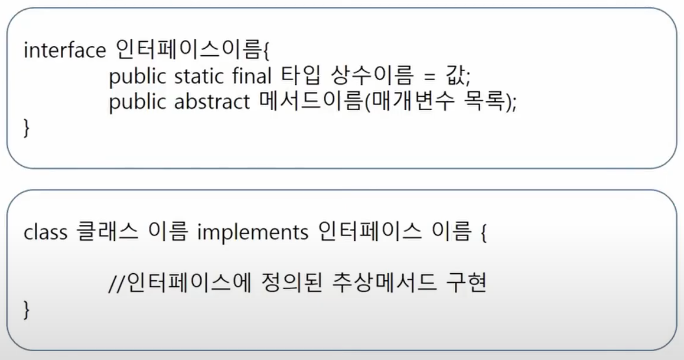 interface 인터페이스이름{
public static final 타입 상수이름 = 값;
public abstract 메서드이름(매개변수 목록);
}
class 클래스 이름 implements 인터페이스 이름 {
//인터페이스에 정의된 추상메서드 구현
}